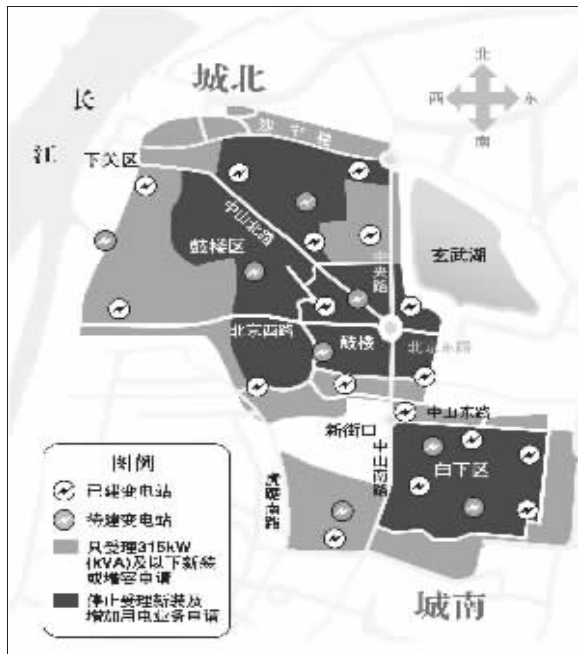 城北
北
西
东
南
长
江
下关区
中山北路
鼓楼区
中央路
玄武湖
北京西路
鼓楼
北京东路
中山东路
新街口
中山南路
虎踞南路
白下区
城南
图例
已建变电站
待建变电站
只受理315kW
(kVA)及以下新装
或增容申请
停止受理新装及
增加用电业务申请